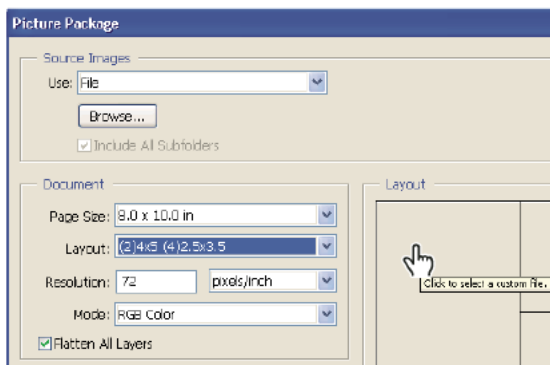 Picture Package
Source Images
Use: File
Browse...
Include All Subfolders
Document
Page Size: 8.0 x 10.0 in
Layout: (2)4x5 (4)2.5x3.5
Resolution: 72 pixels/inch
Mode: RGB Color
Flatten All Layers
Layout
Click to select a custom file.